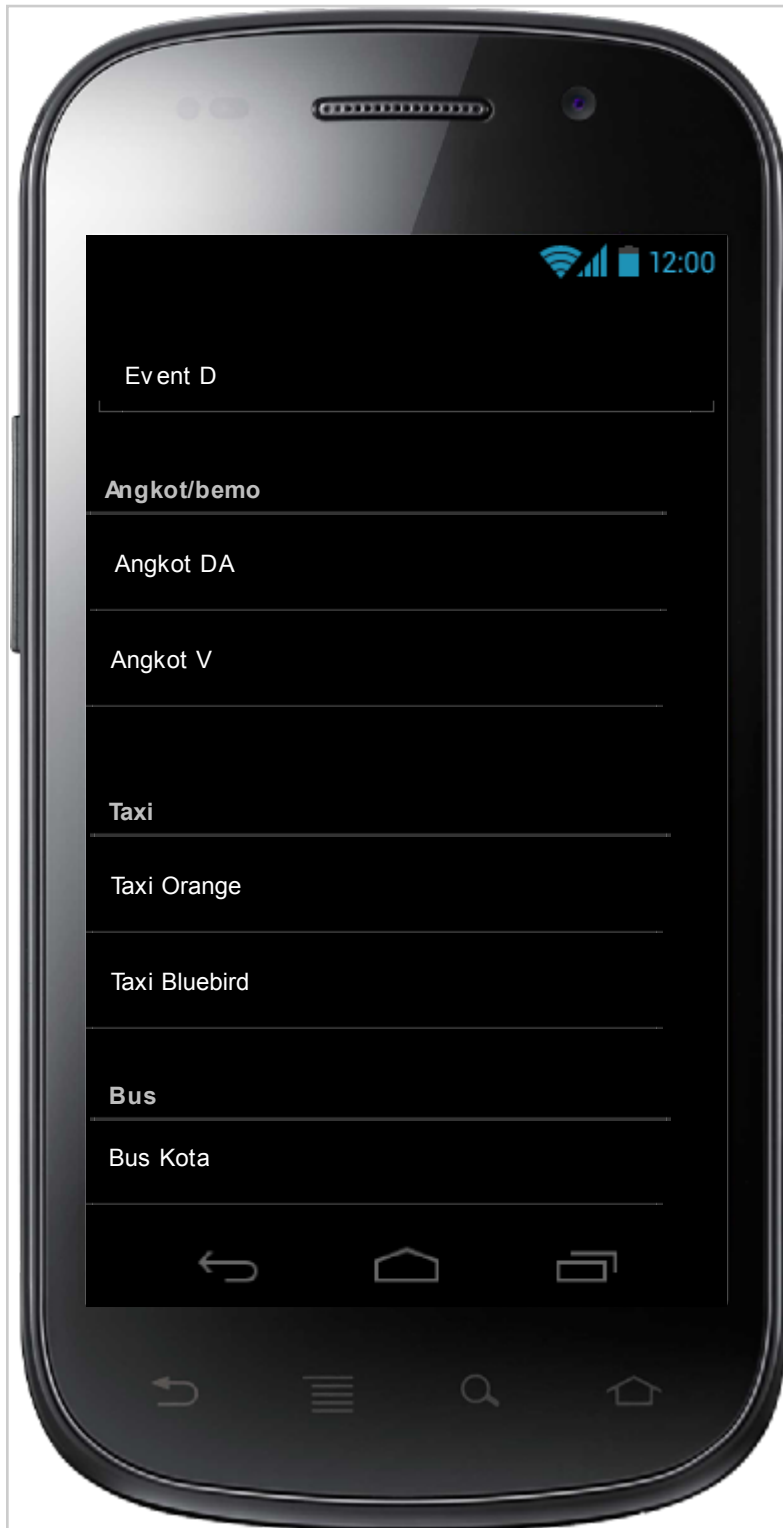 12:00
Event D
Angkot/bemo
Angkot DA
Angkot V
Taxi
Taxi Orange
Taxi Bluebird
Bus
Bus Kota